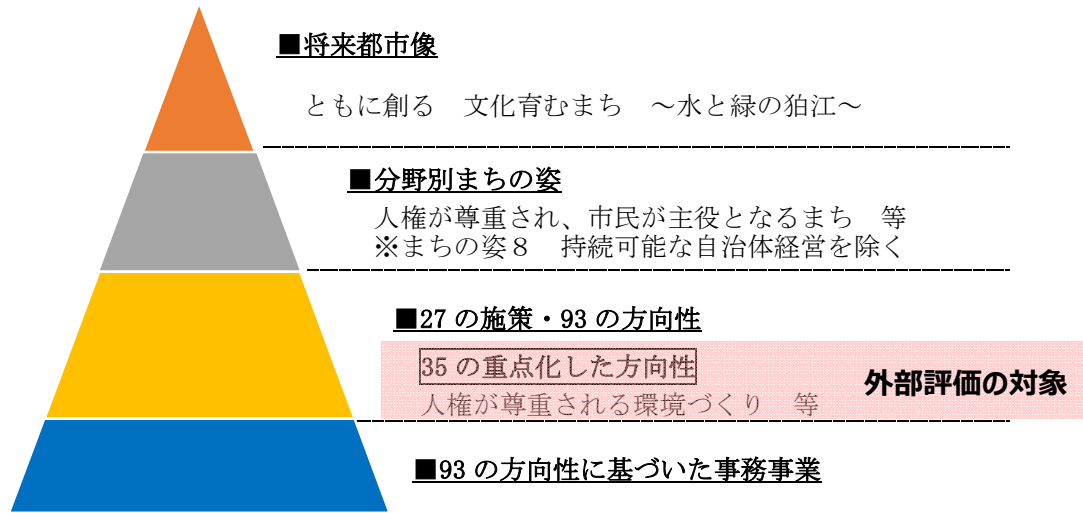 ■将来都市像
ともに創る　文化育むまち　～水と緑の狛江～
■分野別まちの姿
人権が尊重され、市民が主役となるまち　等
※まちの姿８　持続可能な自治体経営を除く
■27 の施策・93 の方向性
35 の重点化した方向性
外部評価の対象
人権が尊重される環境づくり　等
■93 の方向性に基づいた事務事業